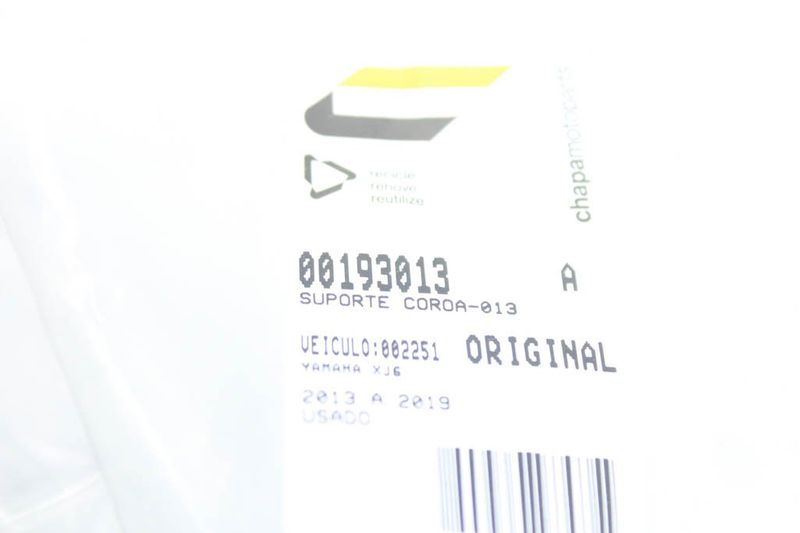 recicle
renove
reutilize
chapamotoparts
00193013 A
SUPORTE COROA-013
VEICULO:002251 ORIGINAL
YAMAHA XJ6
2013 A 2019
USADO